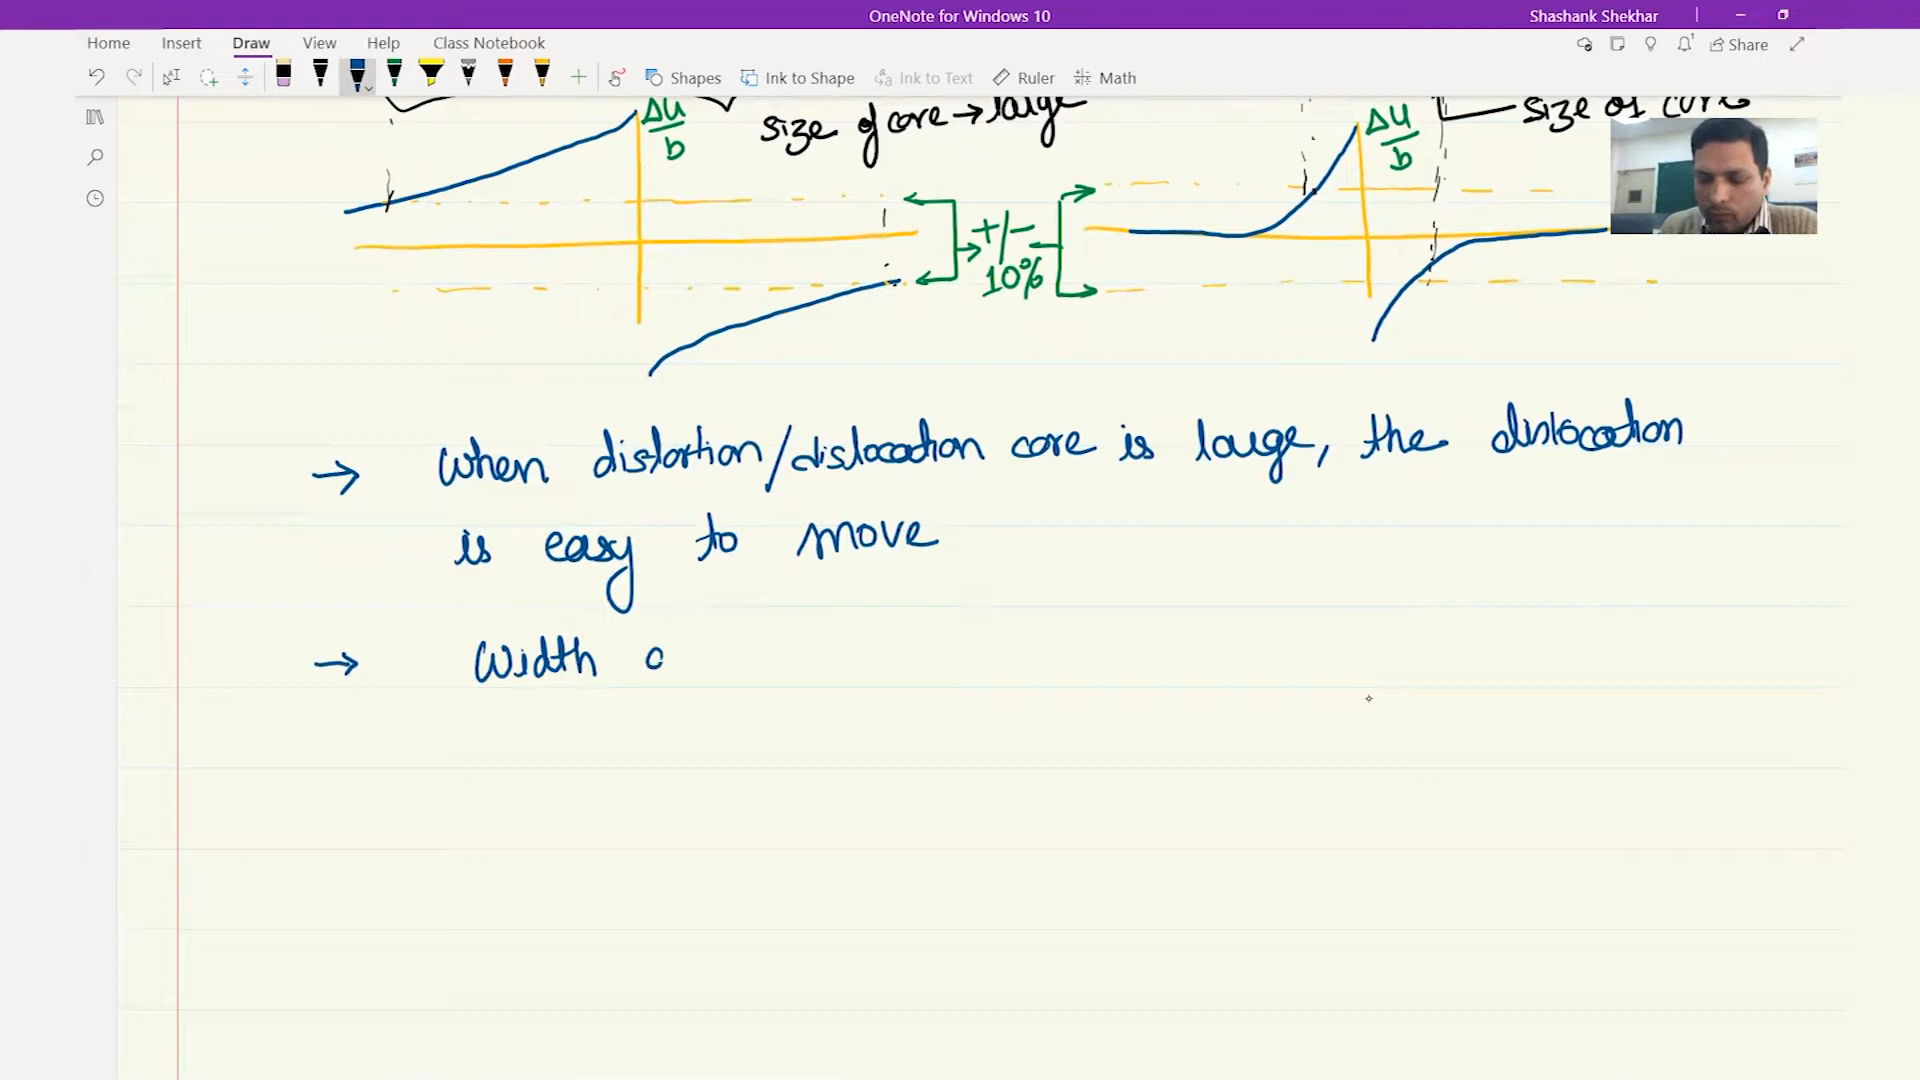 OneNote for Windows 10
Shashank Shekhar
Home Insert Draw View Help Class Notebook
Share
Shapes Ink to Shape Ink to Text Ruler Math
size of core → large
size of core
Δu/b
Δu/b
+/-
10%
→ When distortion/dislocation core is large, the dislocation
is easy to move
→ Width o